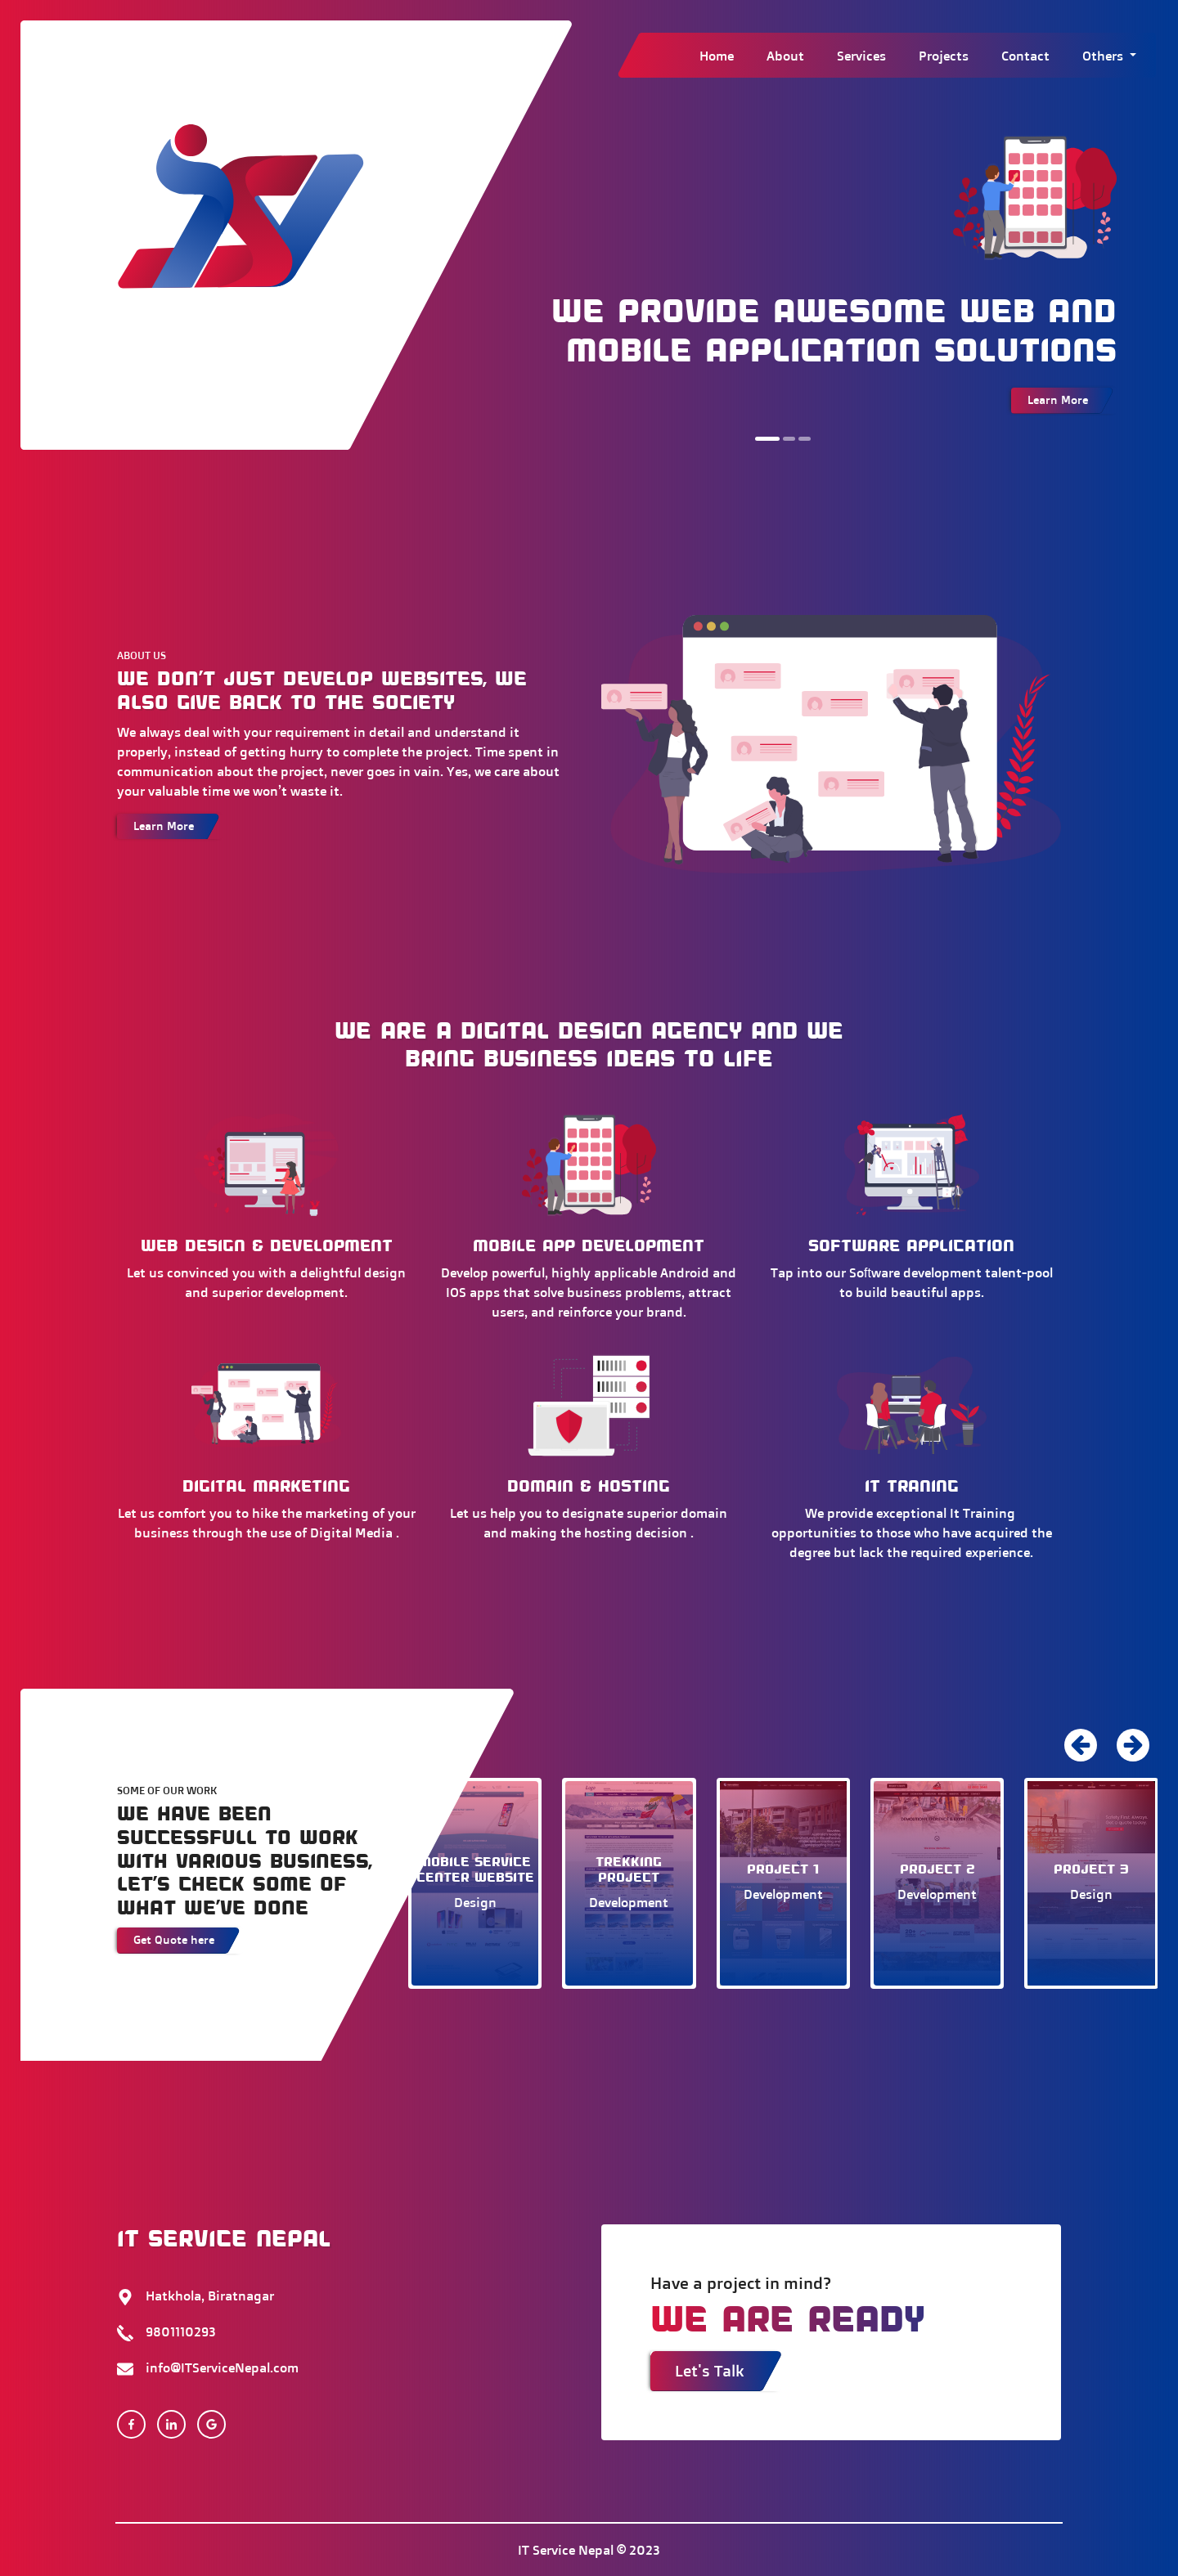 Home About Services Projects Contact Others
WE PROVIDE AWESOME WEB AND
MOBILE APPLICATION SOLUTIONS
Learn More
ABOUT US
WE DON'T JUST DEVELOP WEBSITES, WE
ALSO GIVE BACK TO THE SOCIETY
We always deal with your requirement in detail and understand it
properly, instead of getting hurry to complete the project. Time spent in
communication about the project, never goes in vain. Yes, we care about
your valuable time we won't waste it.
Learn More
WE ARE A DIGITAL DESIGN AGENCY AND WE
BRING BUSINESS IDEAS TO LIFE
WEB DESIGN & DEVELOPMENT
Let us convinced you with a delightful design
and superior development.
MOBILE APP DEVELOPMENT
Develop powerful, highly applicable Android and
IOS apps that solve business problems, attract
users, and reinforce your brand.
SOFTWARE APPLICATION
Tap into our Software development talent-pool
to build beautiful apps.
DIGITAL MARKETING
Let us comfort you to hike the marketing of your
business through the use of Digital Media .
DOMAIN & HOSTING
Let us help you to designate superior domain
and making the hosting decision .
IT TRANING
We provide exceptional It Training
opportunities to those who have acquired the
degree but lack the required experience.
SOME OF OUR WORK
WE HAVE BEEN
SUCCESSFULL TO WORK
WITH VARIOUS BUSINESS,
LET'S CHECK SOME OF
WHAT WE'VE DONE
Get Quote here
MOBILE SERVICE
CENTER WEBSITE
Design
TREKKING
PROJECT
Development
PROJECT 1
Development
PROJECT 2
Development
PROJECT 3
Design
IT SERVICE NEPAL
Hatkhola, Biratnagar
9801110293
info@ITServiceNepal.com
Have a project in mind?
WE ARE READY
Let's Talk
IT Service Nepal © 2023